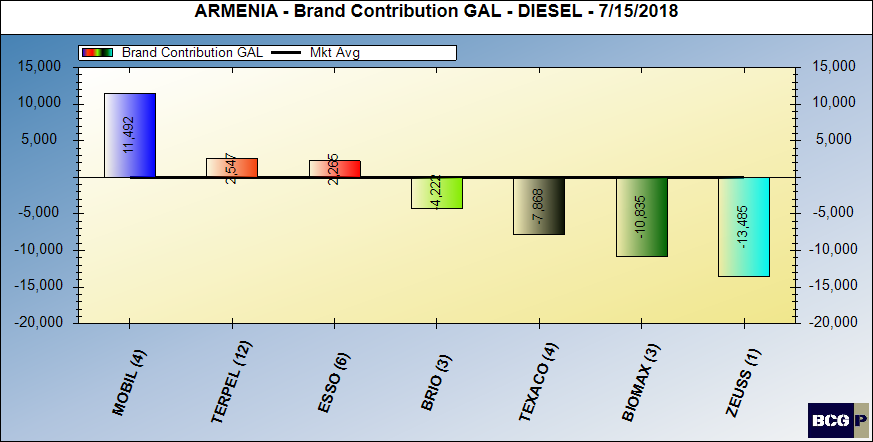 ARMENIA - Brand Contribution GAL - DIESEL - 7/15/2018
Brand Contribution GAL Mkt Avg
15,000 15,000
10,000 10,000
5,000 5,000
-5,000 -5,000
-10,000 -10,000
-15,000 -15,000
-20,000 -20,000
11,492
2,547
2,265
-4,222
-7,868
-10,835
-13,485
MOBIL (4)
TERPEL (12)
ESSO (6)
BRIO (3)
TEXACO (4)
BIOMAX (3)
ZEUSS (1)
BCG P